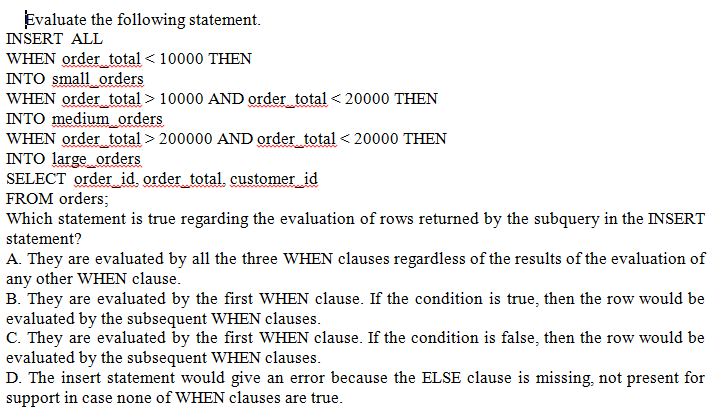 Evaluate the following statement.
INSERT ALL
WHEN order_total < 10000 THEN
INTO small_orders
WHEN order_total > 10000 AND order_total < 20000 THEN
INTO medium_orders
WHEN order_total > 200000 AND order_total < 20000 THEN
INTO large_orders
SELECT order_id, order_total, customer_id
FROM orders;
Which statement is true regarding the evaluation of rows returned by the subquery in the INSERT
statement?
A. They are evaluated by all the three WHEN clauses regardless of the results of the evaluation of
any other WHEN clause.
B. They are evaluated by the first WHEN clause. If the condition is true, then the row would be
evaluated by the subsequent WHEN clauses.
C. They are evaluated by the first WHEN clause. If the condition is false, then the row would be
evaluated by the subsequent WHEN clauses.
D. The insert statement would give an error because the ELSE clause is missing, not present for
support in case none of WHEN clauses are true.